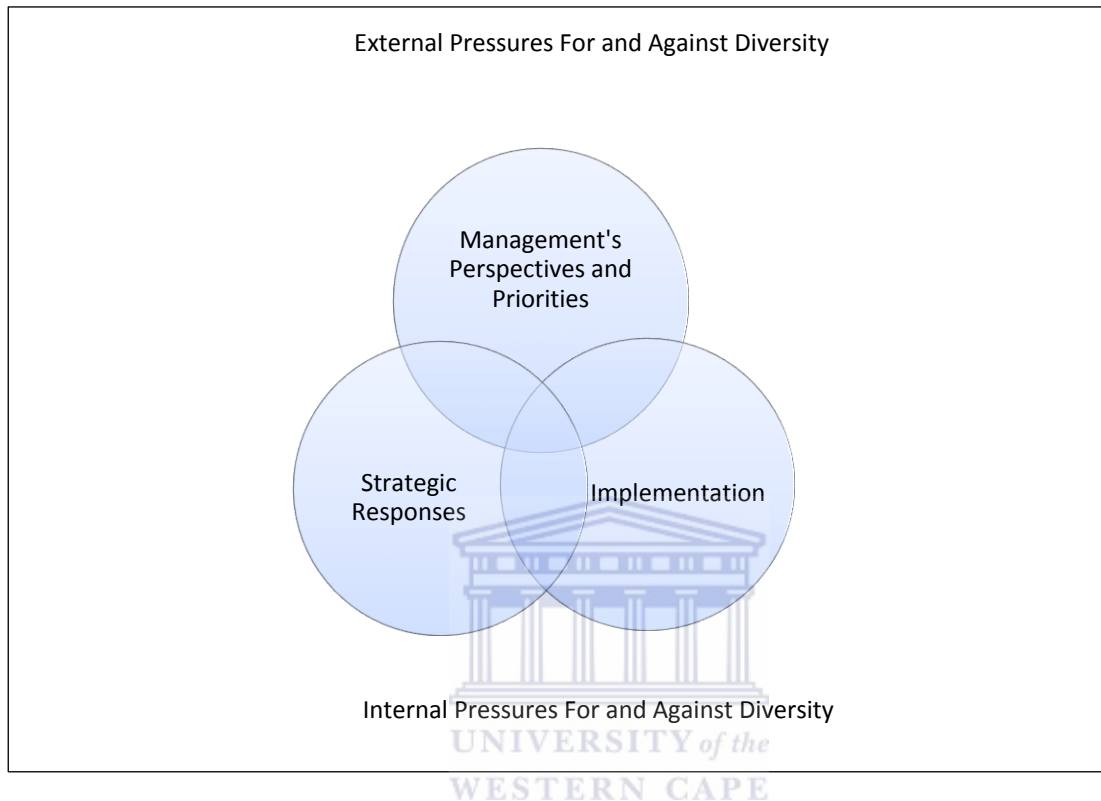 External Pressures For and Against Diversity
Management's
Perspectives and
Priorities
Strategic
Responses
Implementation
Internal Pressures For and Against Diversity
UNIVERSITY of the
WESTERN CAPE